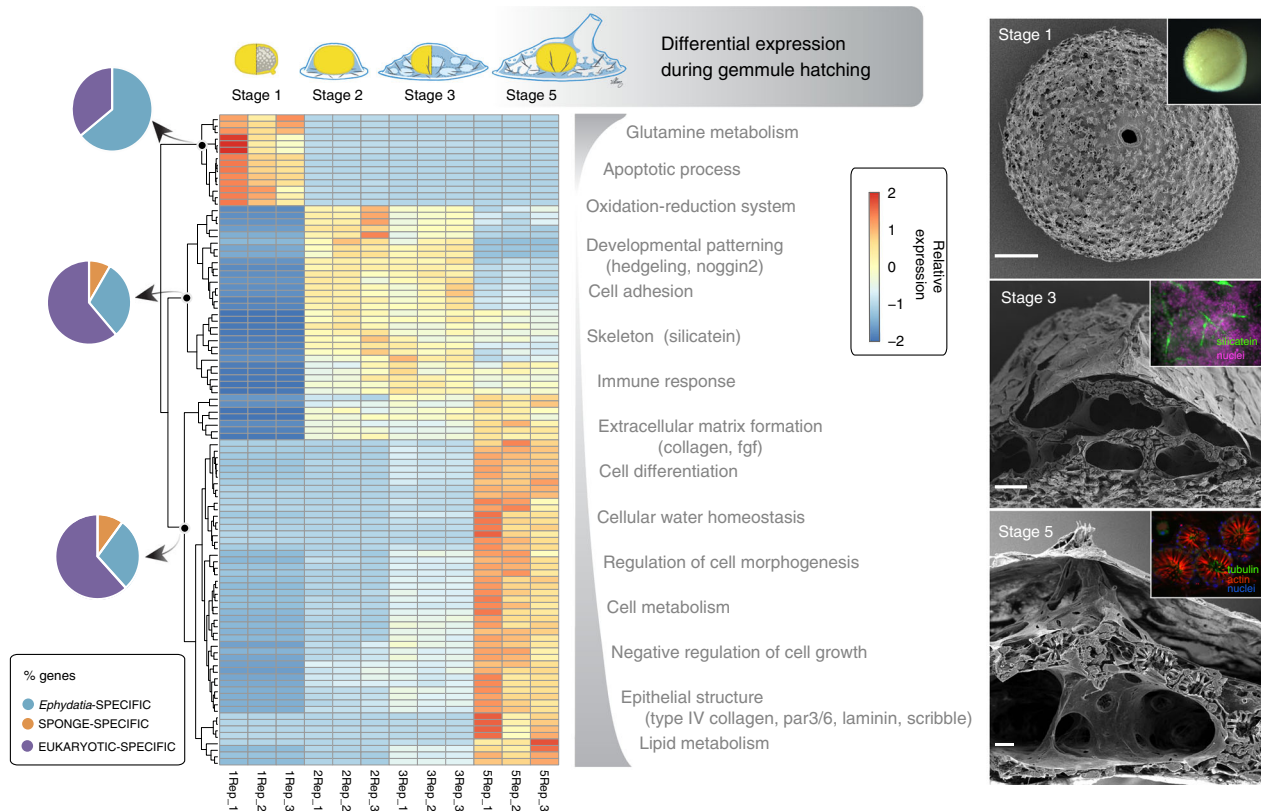 Differential expression
during gemmule hatching
Stage 1
Stage 2
Stage 3
Stage 5
Glutamine metabolism
Apoptotic process
Oxidation-reduction system
Developmental patterning
(hedgeling, noggin2)
Cell adhesion
Skeleton (silicatein)
Immune response
Extracellular matrix formation
(collagen, fgf)
Cell differentiation
Cellular water homeostasis
Regulation of cell morphogenesis
Cell metabolism
Negative regulation of cell growth
Epithelial structure
(type IV collagen, par3/6, laminin, scribble)
Lipid metabolism
2
1
0
−1
−2
Relative
expression
% genes
Ephydatia-SPECIFIC
SPONGE-SPECIFIC
EUKARYOTIC-SPECIFIC
1Rep_1
1Rep_2
1Rep_3
2Rep_1
2Rep_2
2Rep_3
3Rep_1
3Rep_2
3Rep_3
5Rep_1
5Rep_2
5Rep_3
Stage 1
Stage 3
silicatein
nuclei
Stage 5
tubulin
actin
nuclei